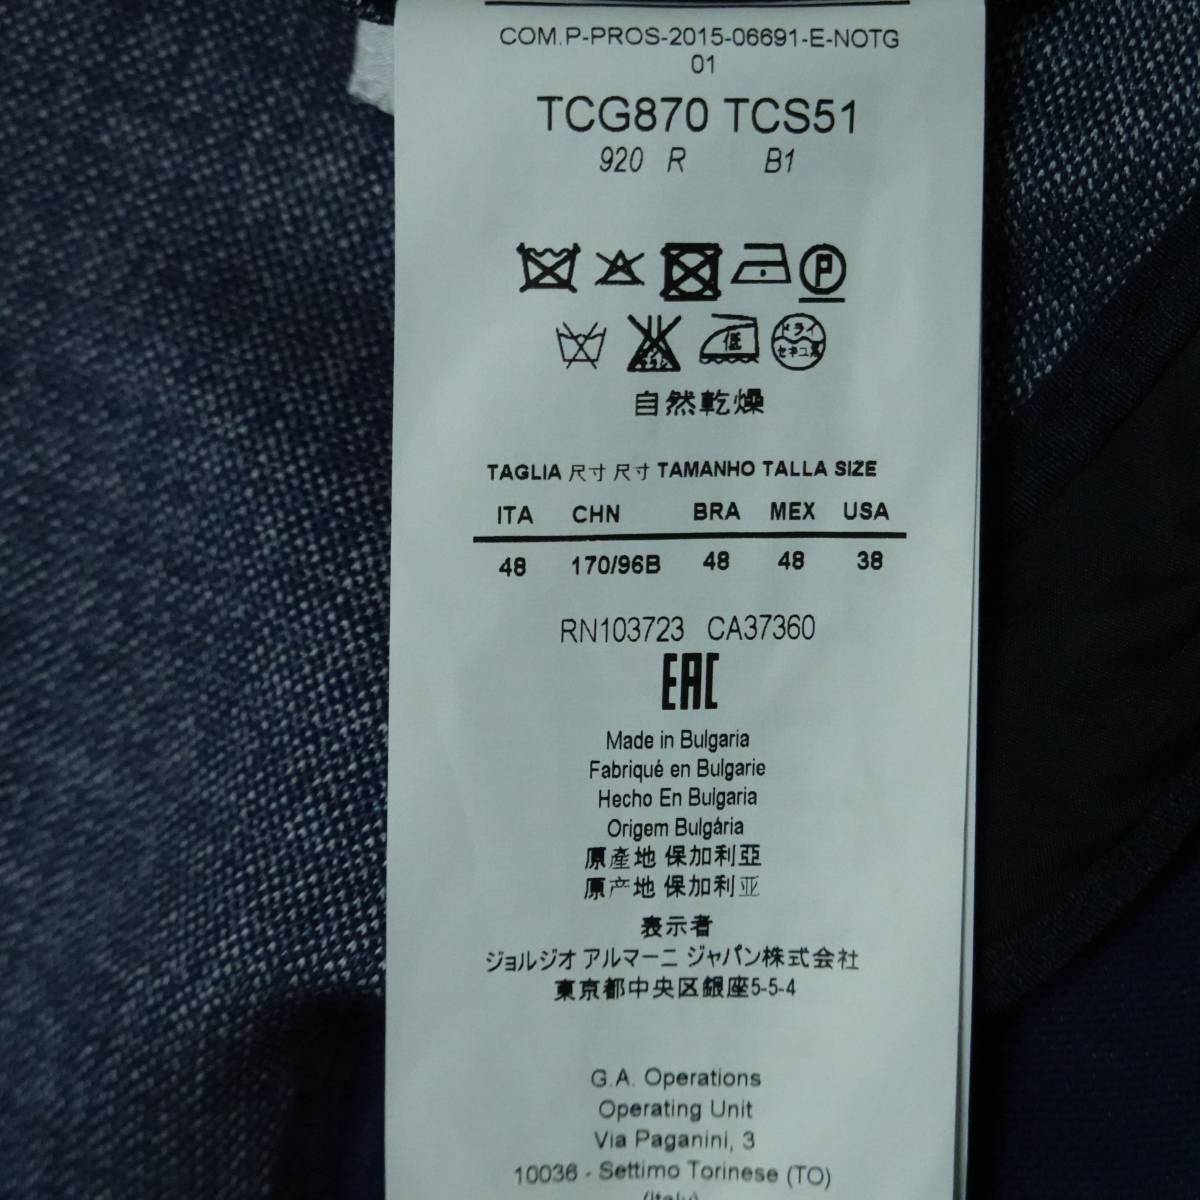 COM.P-PROS-2015-06691-E-NOTG
01
TCG870 TCS51
920 R B1
P
低
ドライ
自然乾燥
TAGLIA 尺寸 尺寸 TAMANHO TALLA SIZE
ITA CHN BRA MEX USA
48 170/96B 48 48 38
RN103723 CA37360
EAC
Made in Bulgaria
Fabriqué en Bulgarie
Hecho En Bulgaria
Origem Bulgária
原產地 保加利亞
原产地 保加利亚
表示者
ジョルジオ アルマーニ ジャパン株式会社
東京都中央区銀座5-5-4
G.A. Operations
Operating Unit
Via Paganini, 3
10036 - Settimo Torinese (TO)
(Italy)